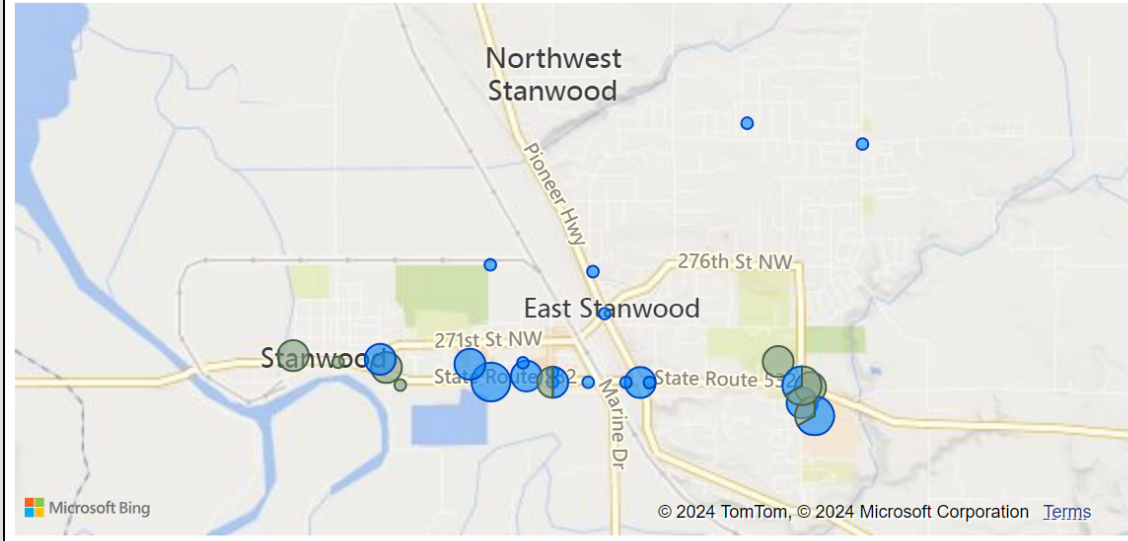 Northwest
Stanwood
Pioneer Hwy
276th St NW
East Stanwood
271st St NW
Stanwood
State Route 532
State Route 532
Marine Dr
Microsoft Bing
© 2024 TomTom, © 2024 Microsoft Corporation Terms